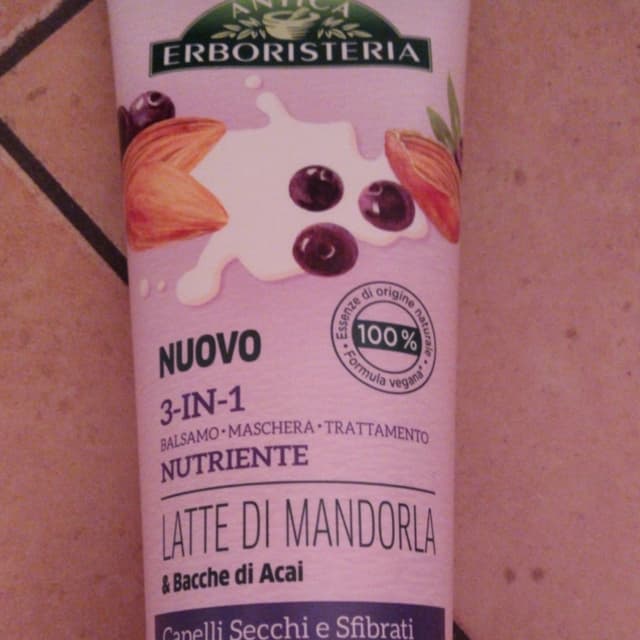 ANTICA
ERBORISTERIA
Essenze di origine naturale
100%
Formula vegana*
NUOVO
3-IN-1
BALSAMO • MASCHERA • TRATTAMENTO
NUTRIENTE
LATTE DI MANDORLA
& Bacche di Acai
Capelli Secchi e Sfibrati